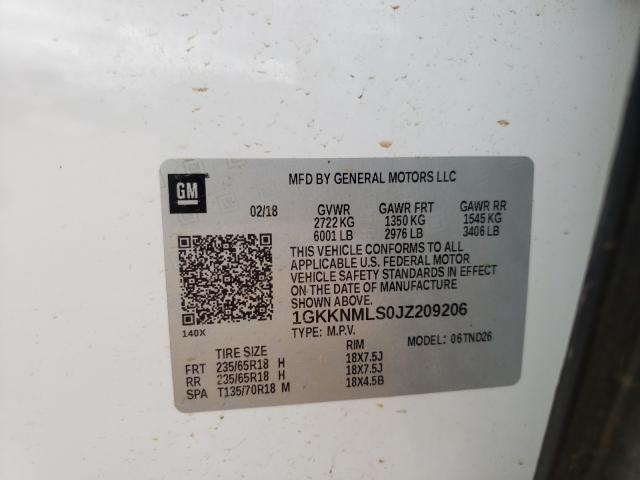 GM
MFD BY GENERAL MOTORS LLC
02/18 GVWR GAWR FRT GAWR RR
2722 KG 1350 KG 1545 KG
6001 LB 2976 LB 3406 LB
THIS VEHICLE CONFORMS TO ALL
APPLICABLE U.S. FEDERAL MOTOR
VEHICLE SAFETY STANDARDS IN EFFECT
ON THE DATE OF MANUFACTURE
SHOWN ABOVE.
1GKKNMLS0JZ209206
140X
TYPE: M.P.V. MODEL: 06TND26
TIRE SIZE RIM
FRT 235/65R18 H 18X7.5J
RR 235/65R18 H 18X7.5J
SPA T135/70R18 M 18X4.5B